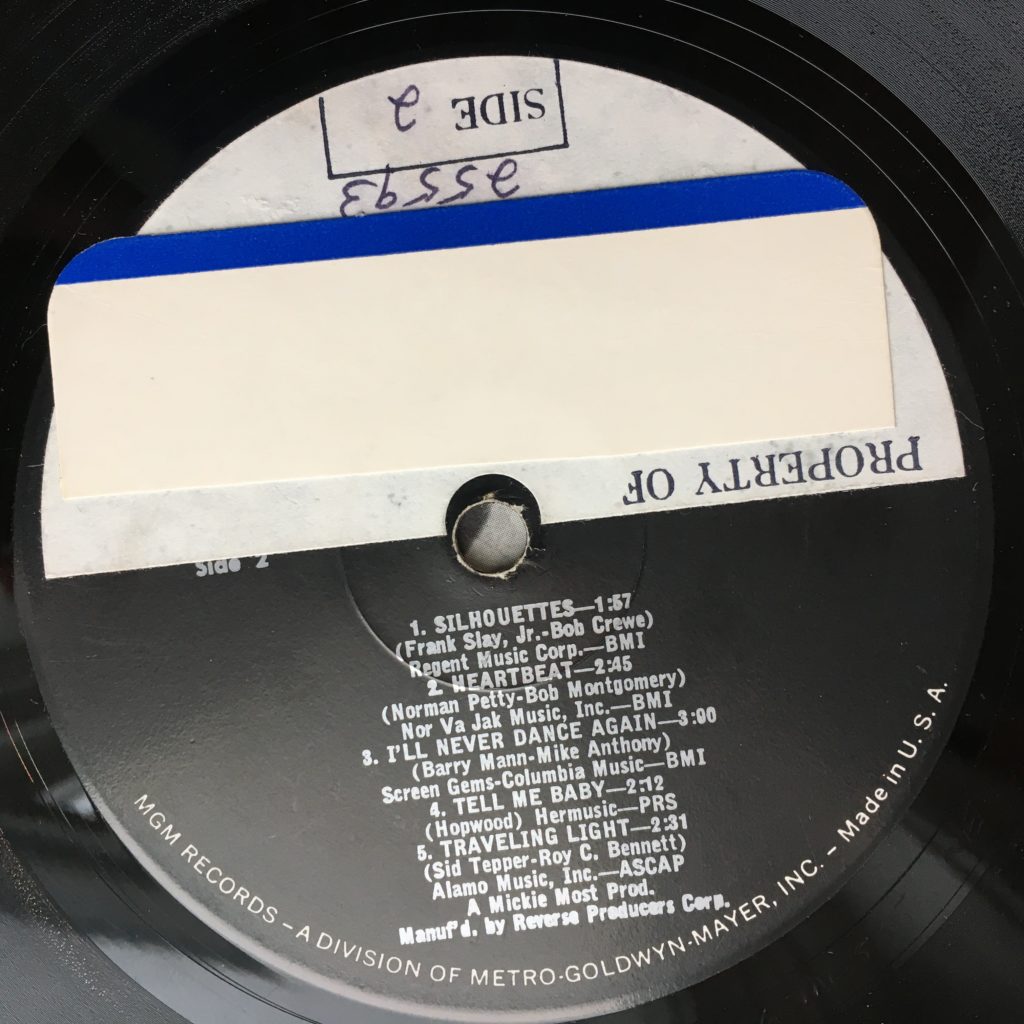 SIDE 2
25593
PROPERTY OF
Side 2
1. SILHOUETTES—1:57
(Frank Slay, Jr.-Bob Crewe)
Regent Music Corp.—BMI
2. HEARTBEAT—2:45
(Norman Petty-Bob Montgomery)
Nor Va Jak Music, Inc.—BMI
3. I'LL NEVER DANCE AGAIN—3:00
(Barry Mann-Mike Anthony)
Screen Gems-Columbia Music—BMI
4. TELL ME BABY—2:12
(Hopwood) Hermusic—PRS
5. TRAVELING LIGHT—2:31
(Sid Tepper-Roy C. Bennett)
Alamo Music, Inc.—ASCAP
A Mickie Most Prod.
Manuf'd. by Reverse Producers Corp.
MGM RECORDS – A DIVISION OF METRO-GOLDWYN-MAYER, INC. – Made in U. S. A.